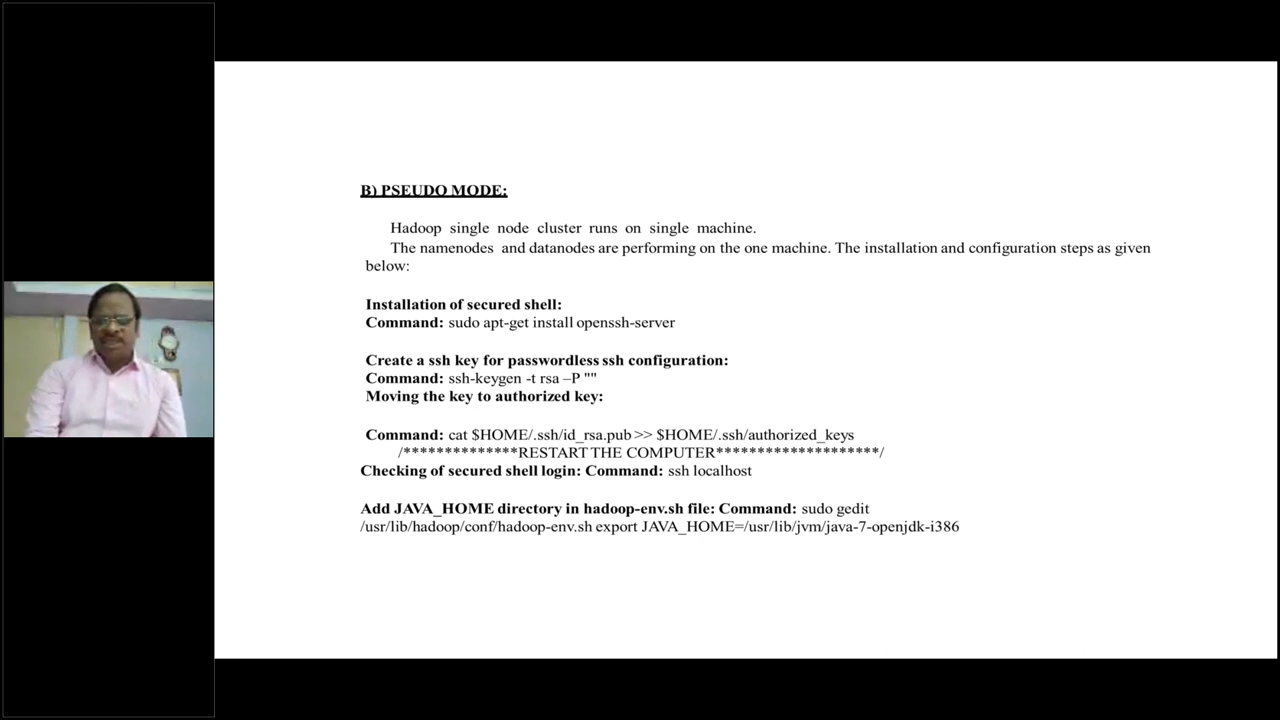 B) PSEUDO MODE:
Hadoop single node cluster runs on single machine.
The namenodes and datanodes are performing on the one machine. The installation and configuration steps as given
below:
Installation of secured shell:
Command: sudo apt-get install openssh-server
Create a ssh key for passwordless ssh configuration:
Command: ssh-keygen -t rsa –P ""
Moving the key to authorized key:
Command: cat $HOME/.ssh/id_rsa.pub >> $HOME/.ssh/authorized_keys
/**************RESTART THE COMPUTER********************/
Checking of secured shell login: Command: ssh localhost
Add JAVA_HOME directory in hadoop-env.sh file: Command: sudo gedit
/usr/lib/hadoop/conf/hadoop-env.sh export JAVA_HOME=/usr/lib/jvm/java-7-openjdk-i386